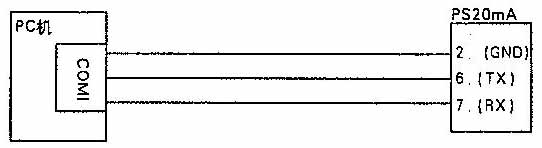 PC机
COMI
PS20mA
2. (GND)
6. (TX)
7. (RX)